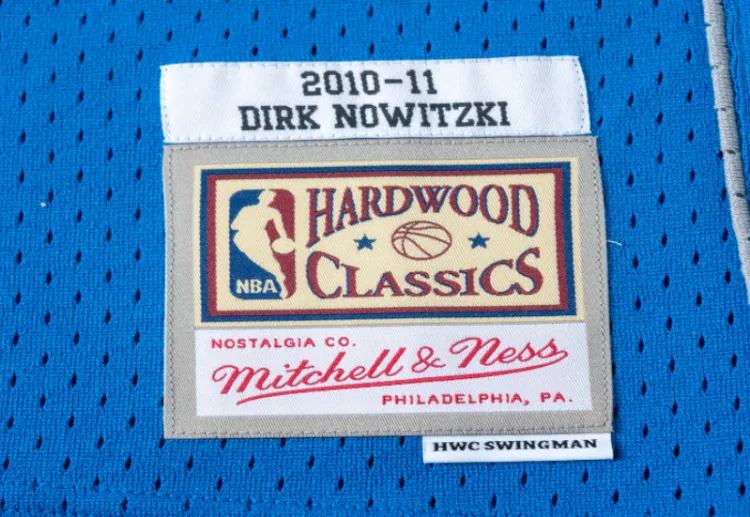 2010-11
DIRK NOWITZKI
HARDWOOD
CLASSICS
NBA
NOSTALGIA CO.
Mitchell & Ness
PHILADELPHIA, PA.
HWC SWINGMAN